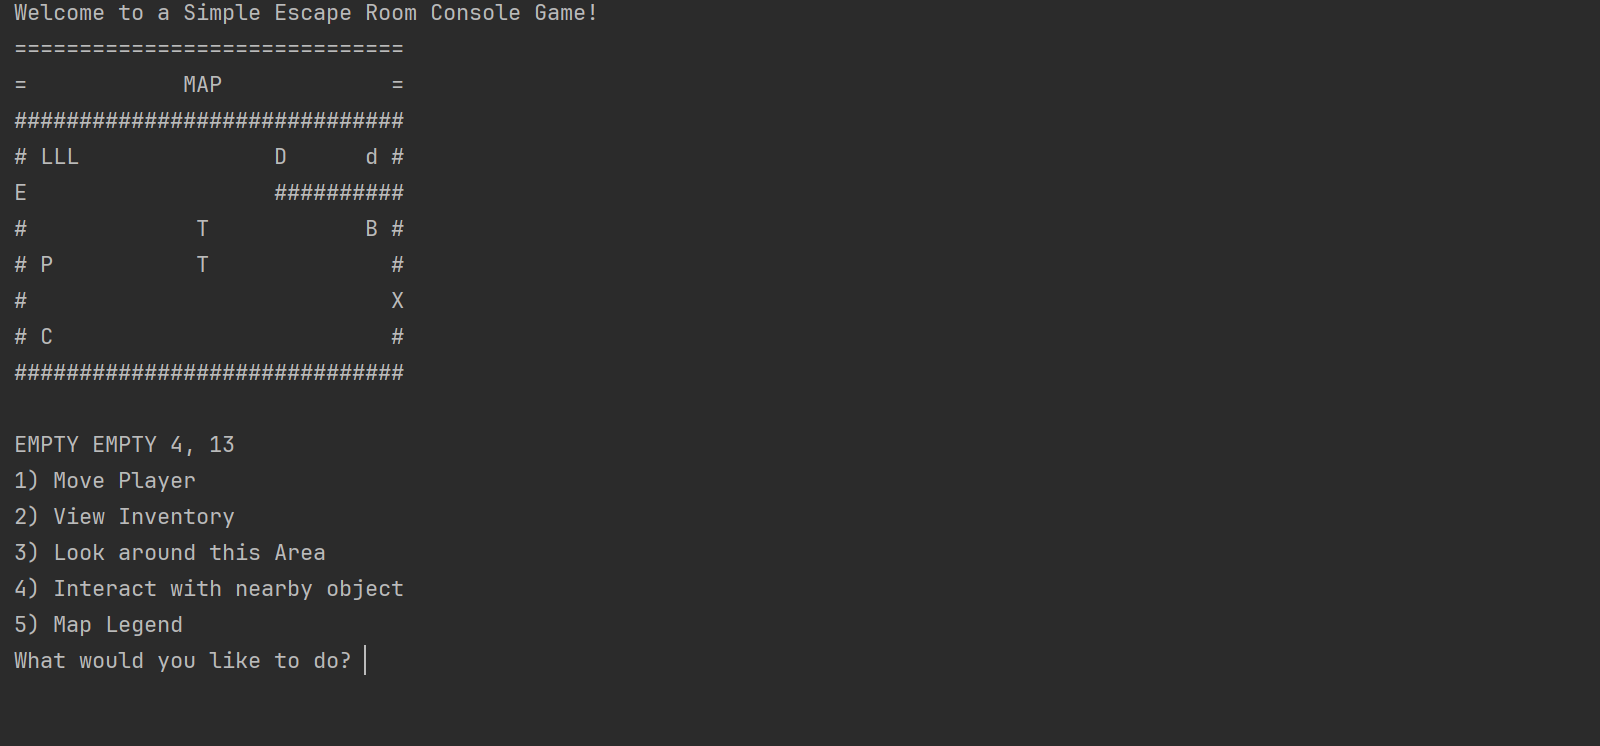 Welcome to a Simple Escape Room Console Game!
==============================
=            MAP             =
##############################
# LLL               D      d #
E                   ##########
#             T            B #
# P           T              #
#                            X
# C                          #
##############################

EMPTY EMPTY 4, 13
1) Move Player
2) View Inventory
3) Look around this Area
4) Interact with nearby object
5) Map Legend
What would you like to do?